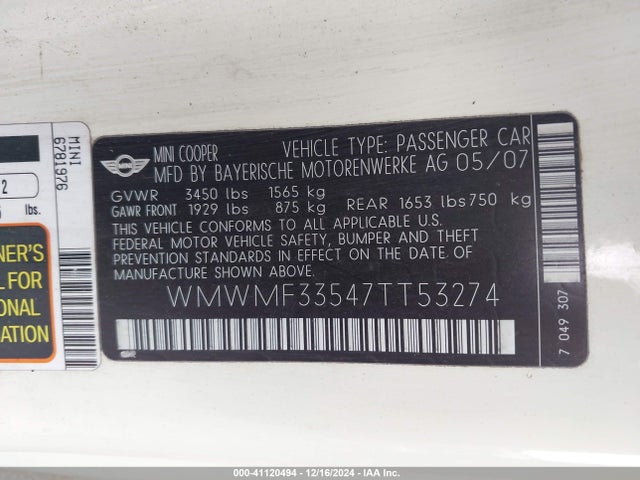 MINI
6781976
2
lbs.
NER'S
L FOR
ONAL
ATION
MINI
MINI COOPER VEHICLE TYPE: PASSENGER CAR
MFD BY BAYERISCHE MOTORENWERKE AG 05/07
GVWR 3450 lbs 1565 kg
GAWR FRONT 1929 lbs 875 kg REAR 1653 lbs 750 kg
THIS VEHICLE CONFORMS TO ALL APPLICABLE U.S.
FEDERAL MOTOR VEHICLE SAFETY, BUMPER AND THEFT
PREVENTION STANDARDS IN EFFECT ON THE DATE OF
MANUFACTURE SHOWN ABOVE.
WMWMF33547TT53274
7 049 307
000-41120494 - 12/16/2024 - IAA Inc.